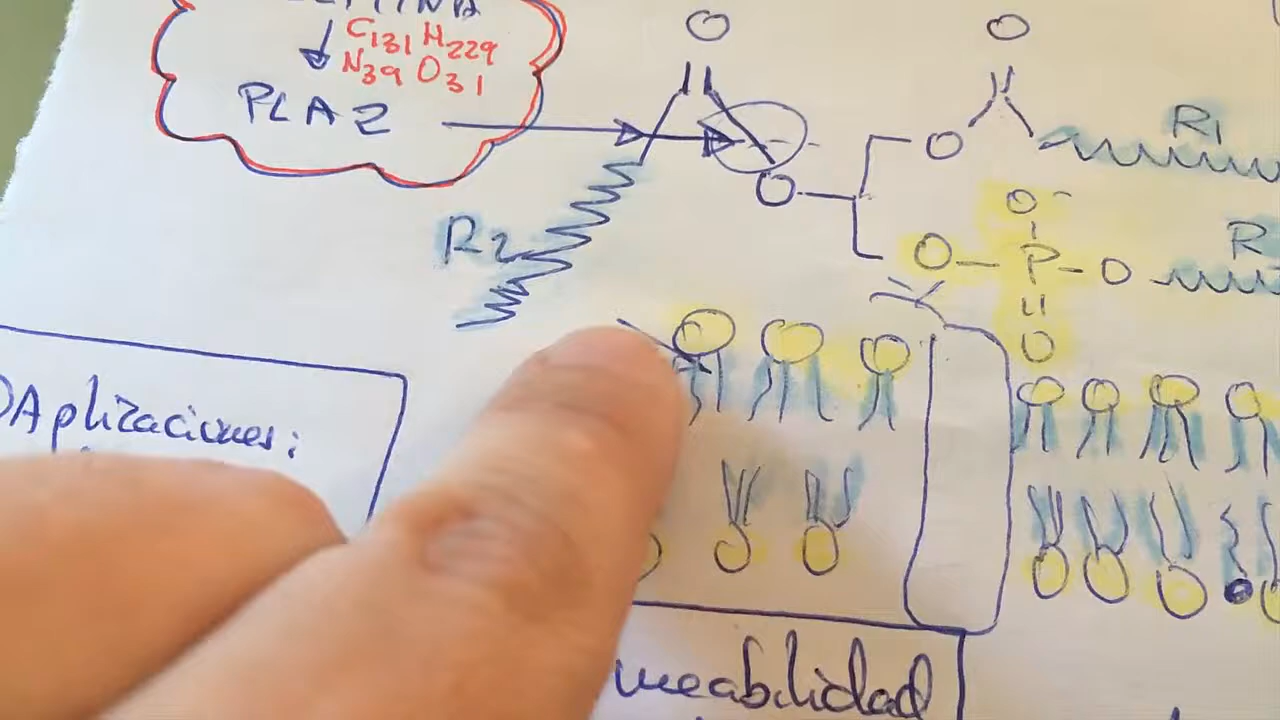 C131 H229
N39 O31
PLA2
O
O
R1
O
O
O⁻
R2
O
P
O
R
O
Aplicaciones:
meabilidad